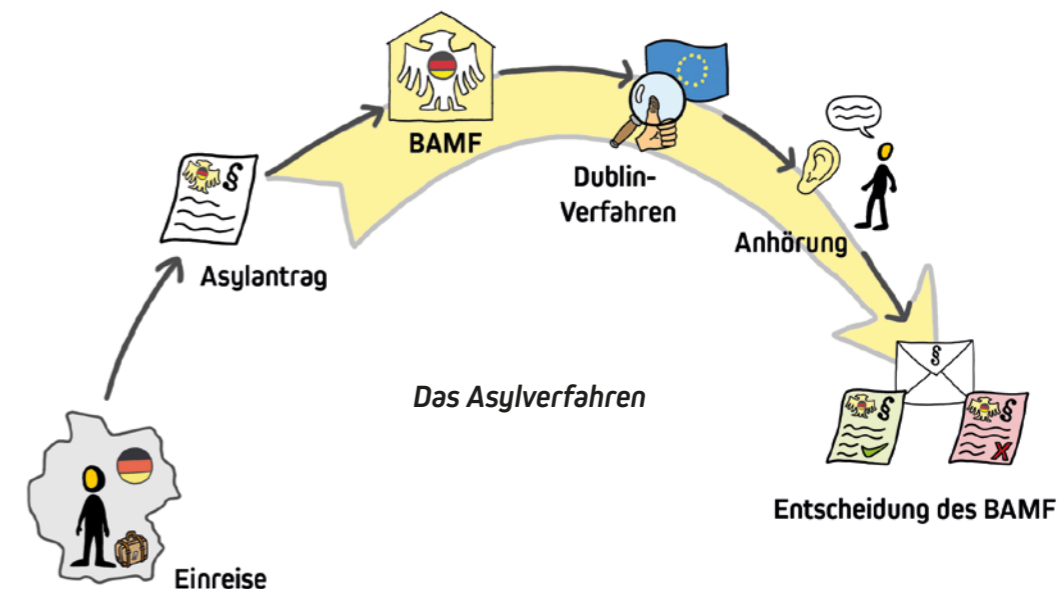 BAMF
Dublin-
Verfahren
Anhörung
Asylantrag
Das Asylverfahren
Entscheidung des BAMF
Einreise
§
§
§
§